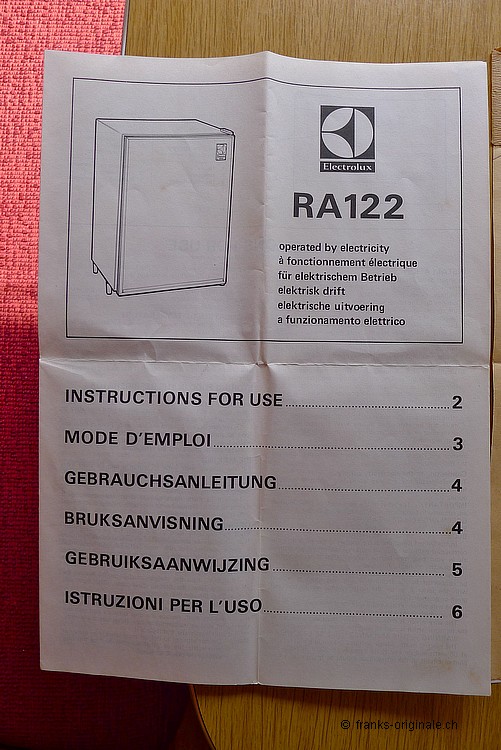 Electrolux
RA122
operated by electricity
à fonctionnement électrique
für elektrischem Betrieb
elektrisk drift
elektrische uitvoering
a funzionamento elettrico
INSTRUCTIONS FOR USE 2
MODE D'EMPLOI 3
GEBRAUCHSANLEITUNG 4
BRUKSANVISNING 4
GEBRUIKSAANWIJZING 5
ISTRUZIONI PER L'USO 6
© franks-originale.ch